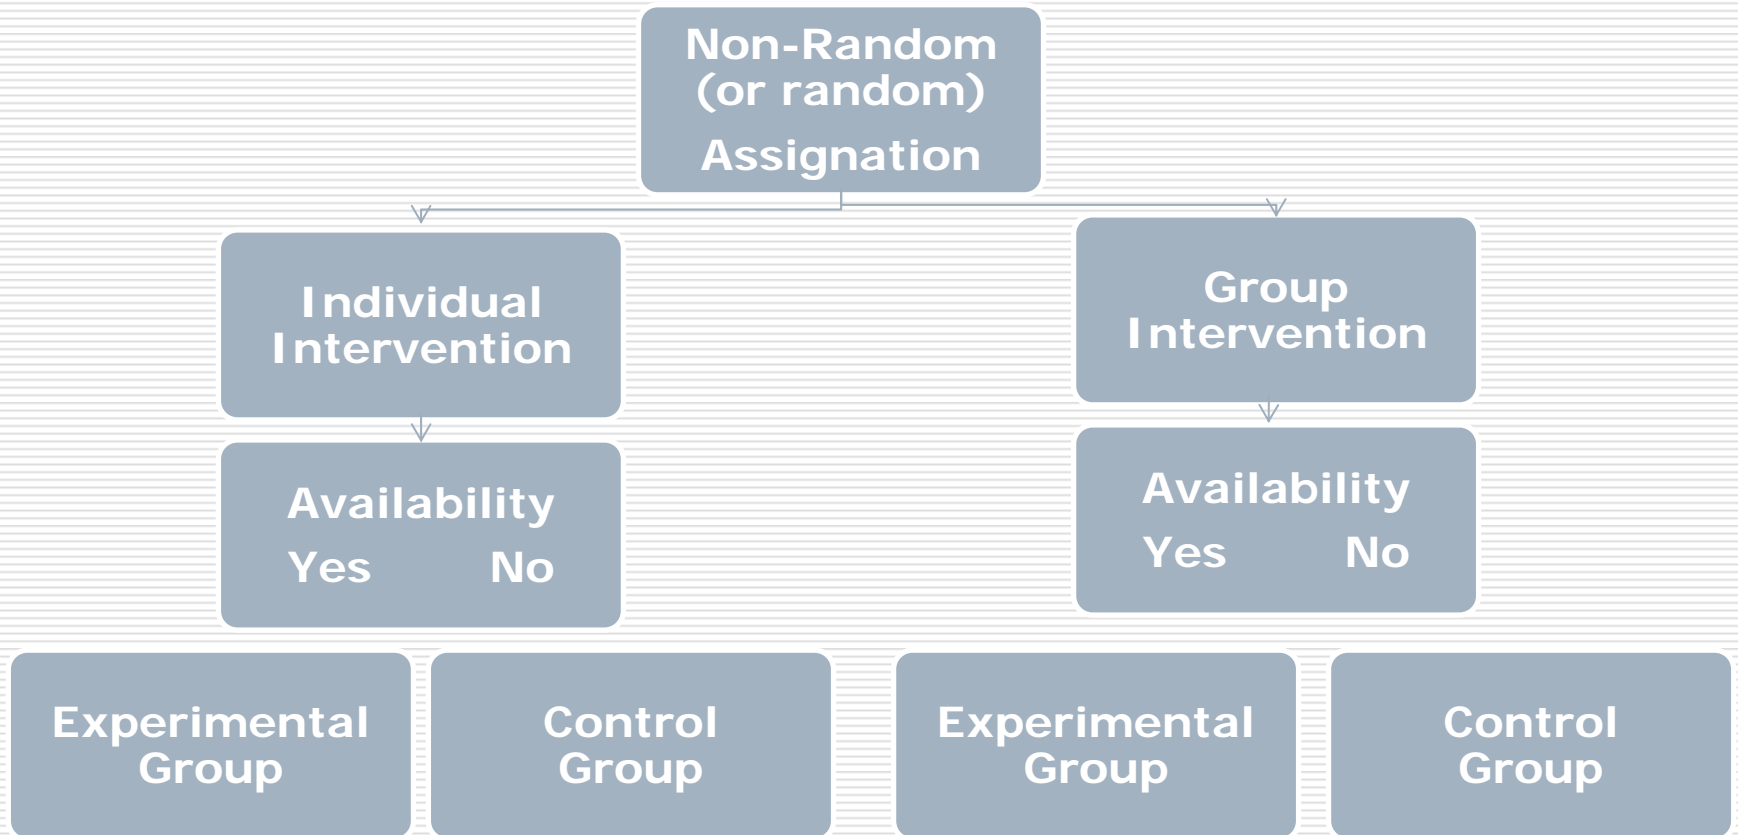 Non-Random
(or random)
Assignation
Individual
Intervention
Group
Intervention
Availability
Yes No
Availability
Yes No
Experimental
Group
Control
Group
Experimental
Group
Control
Group